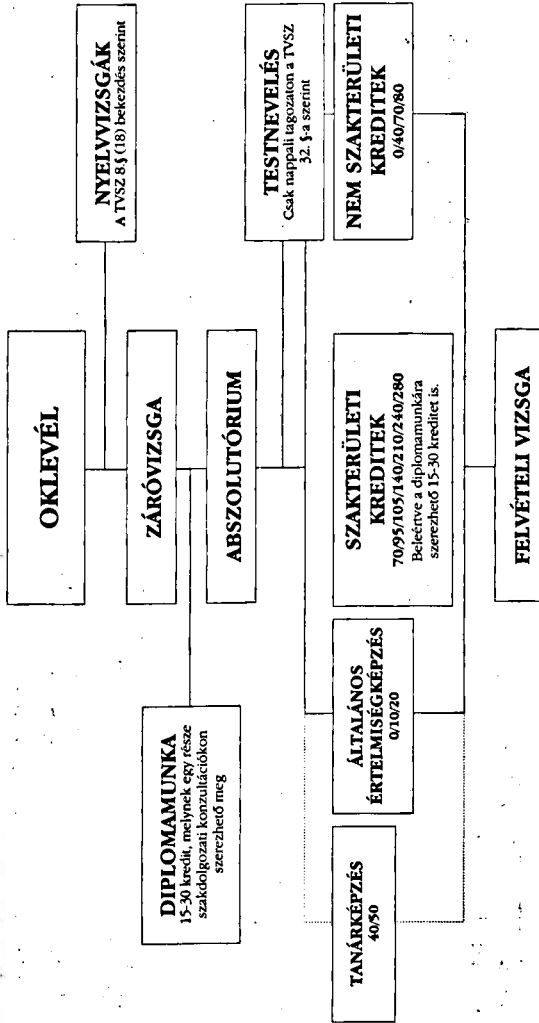 OKLEVÉL
NYELVVIZSGÁK
A TVSZ 8.§ (18) bekezdés szerint
ZÁRÓVIZSGA
DIPLOMAMUNKA
15-30 kredit, melynek egy része
szakdolgozati konzultációkon
szerezhető meg
ABSZOLUTÓRIUM
TESTNEVELÉS
Csak nappali tagozaton a TVSZ
32. §-a szerint
TANÁRKÉPZÉS
40/50
ÁLTALÁNOS
ÉRTELMISÉGKÉPZÉS
0/10/20
SZAKTERÜLETI
KREDITEK
70/95/105/140/210/240/280
Beleértve a diplomamunkára
szerezhető 15-30 kreditet is.
NEM SZAKTERÜLETI
KREDITEK
0/40/70/80
FELVÉTELI VIZSGA